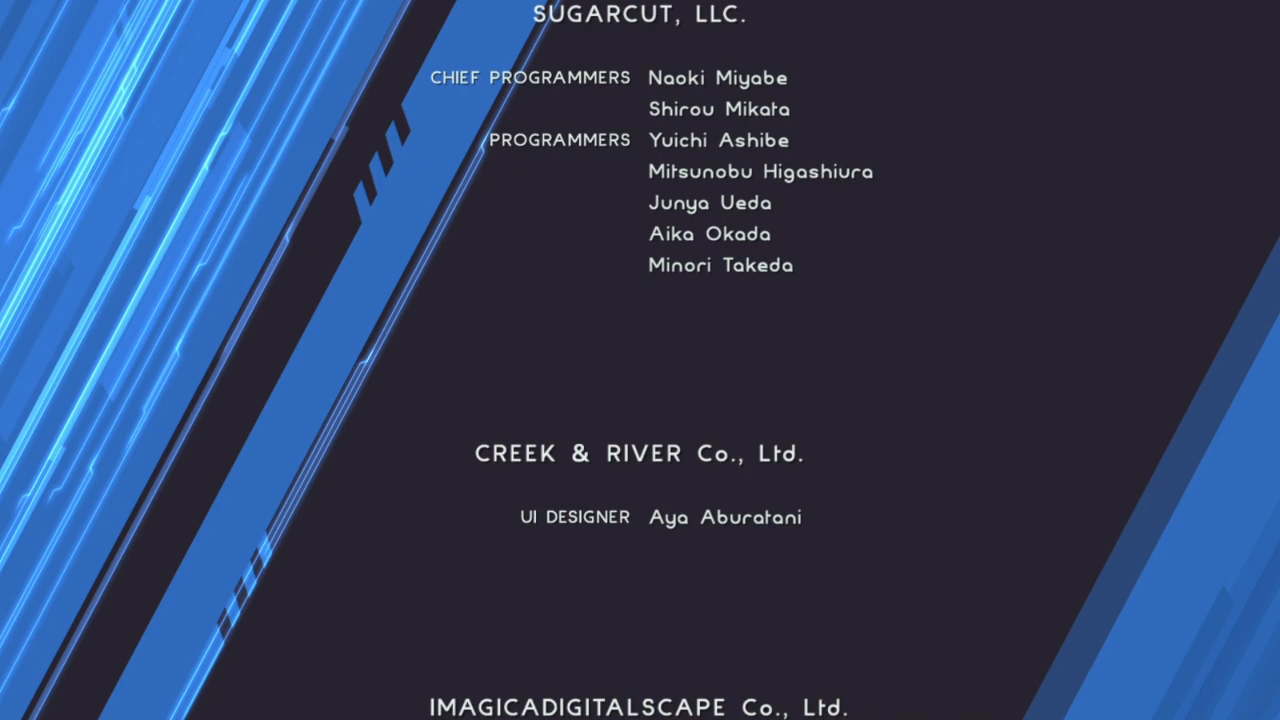 SUGARCUT, LLC.
CHIEF PROGRAMMERS Naoki Miyabe
Shirou Mikata
PROGRAMMERS Yuichi Ashibe
Mitsunobu Higashiura
Junya Ueda
Aika Okada
Minori Takeda
CREEK & RIVER Co., Ltd.
UI DESIGNER Aya Aburatani
IMAGICADIGITALSCAPE Co., Ltd.